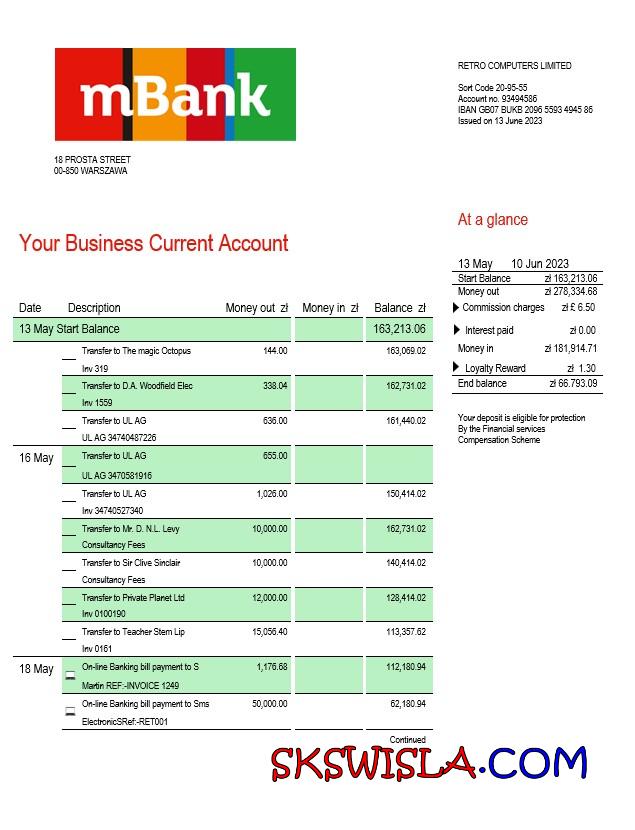 mBank
18 PROSTA STREET
00-850 WARSZAWA
RETRO COMPUTERS LIMITED
Sort Code 20-95-55
Account no. 93494586
IBAN GB07 BUKB 2096 5593 4945 86
Issued on 13 June 2023
Your Business Current Account
Date Description Money out zł Money in zł Balance zł
13 May Start Balance 163,213.06
Transfer to The magic Octopus 144.00 163,069.02
Inv 319
Transfer to D.A. Woodfield Elec 338.04 162,731.02
Inv 1559
Transfer to UL AG 636.00 161,440.02
UL AG 34740487226
16 May Transfer to UL AG 655.00
UL AG 3470581916
Transfer to UL AG 1,026.00 150,414.02
Inv 34740527340
Transfer to Mr. D. N.L. Levy 10,000.00 162,731.02
Consultancy Fees
Transfer to Sir Clive Sinclair 10,000.00 140,414.02
Consultancy Fees
Transfer to Private Planet Ltd 12,000.00 128,414.02
Inv 0100190
Transfer to Teacher Stem Lip 15,056.40 113,357.62
Inv 0161
18 May On-line Banking bill payment to S 1,176.68 112,180.94
Martin REF:-INVOICE 1249
On-line Banking bill payment to Sms 50,000.00 62,180.94
ElectronicSRef:-RET001
Continued
At a glance
13 May 10 Jun 2023
Start Balance zł 163,213.06
Money out zł 278,334.68
Commission charges zł £ 6.50
Interest paid zł 0.00
Money in zł 181,914.71
Loyalty Reward zł 1.30
End balance zł 66.793.09
Your deposit is eligible for protection
By the Financial services
Compensation Scheme
SKSWISLA.COM